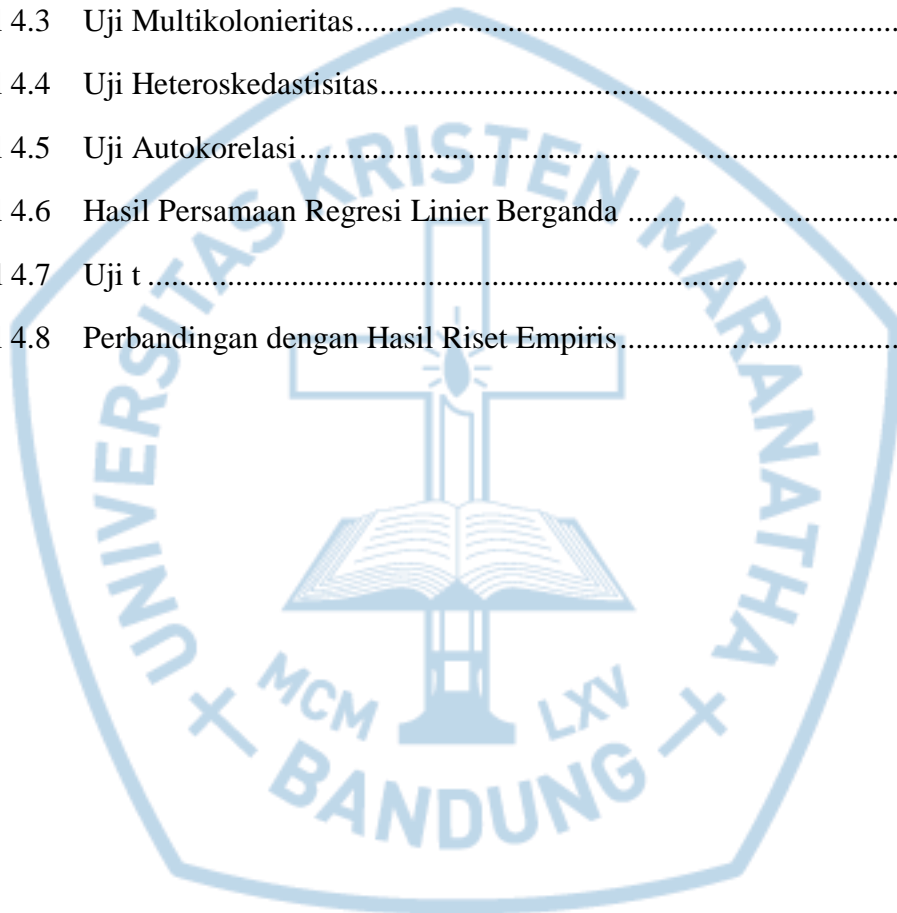 4.3 Uji Multikolonieritas....................................................................
4.4 Uji Heteroskedastisitas................................................................
4.5 Uji Autokorelasi............................................................................
4.6 Hasil Persamaan Regresi Linier Berganda ..................................
4.7 Uji t ..............................................................................................
4.8 Perbandingan dengan Hasil Riset Empiris...................................
UNIVERSITAS KRISTEN MARANATHA
MCM LXV
BANDUNG